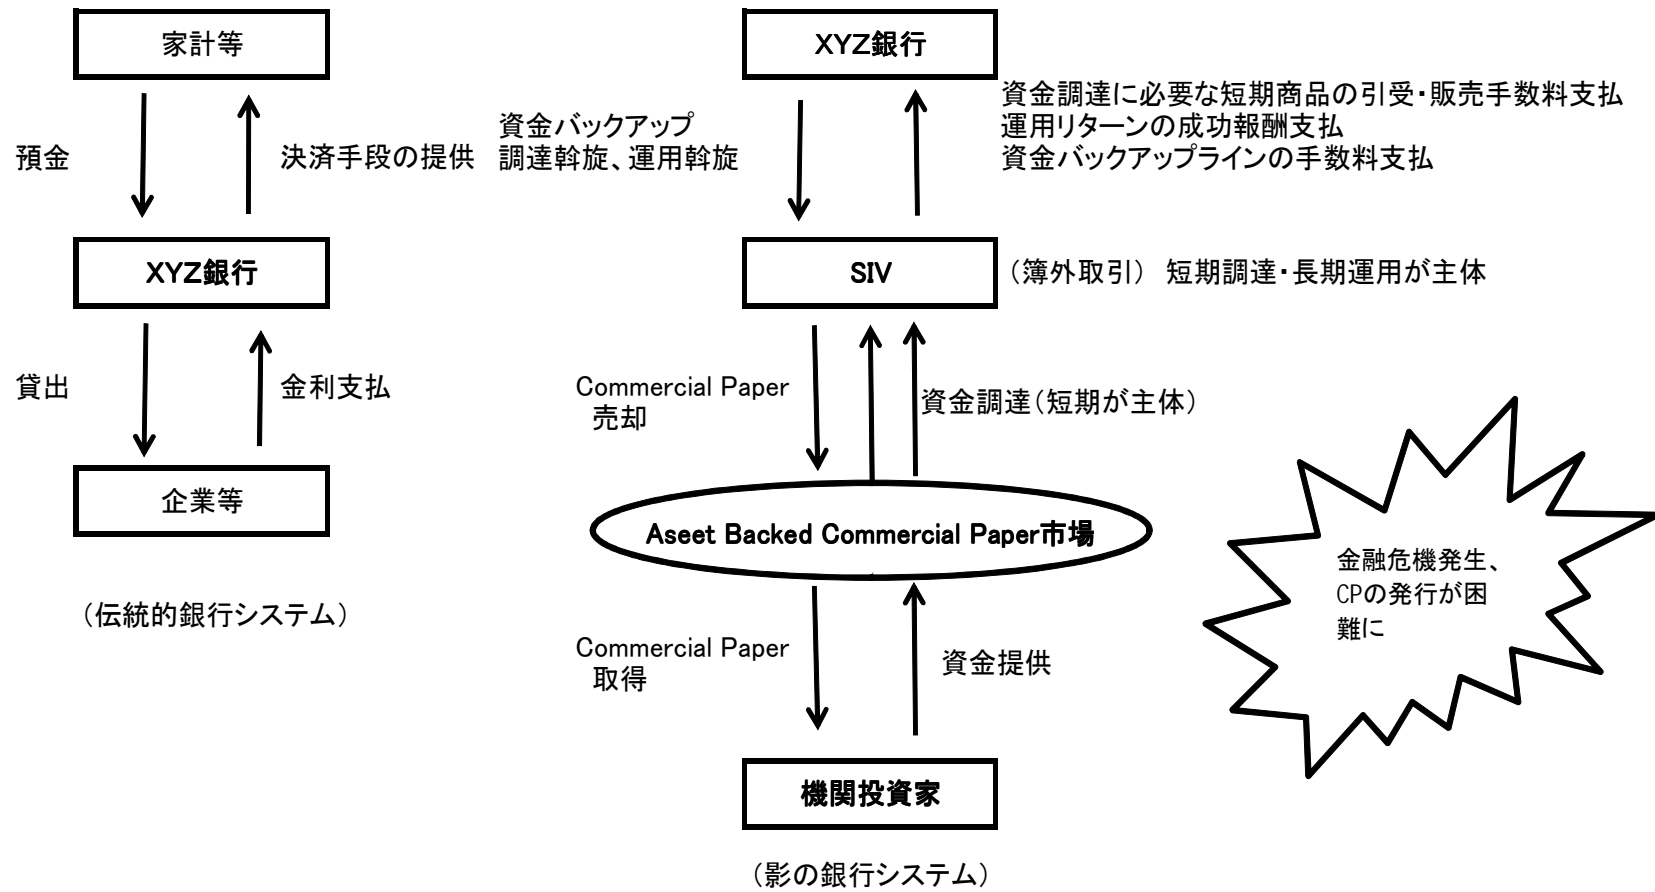 家計等
預金
決済手段の提供
XYZ銀行
貸出
金利支払
企業等
（伝統的銀行システム）
XYZ銀行
資金バックアップ
調達斡旋、運用斡旋
資金調達に必要な短期商品の引受・販売手数料支払
運用リターンの成功報酬支払
資金バックアップラインの手数料支払
SIV
（簿外取引）　短期調達・長期運用が主体
Commercial Paper
売却
資金調達（短期が主体）
Aseet Backed Commercial Paper市場
Commercial Paper
取得
資金提供
機関投資家
（影の銀行システム）
金融危機発生、
CPの発行が困
難に